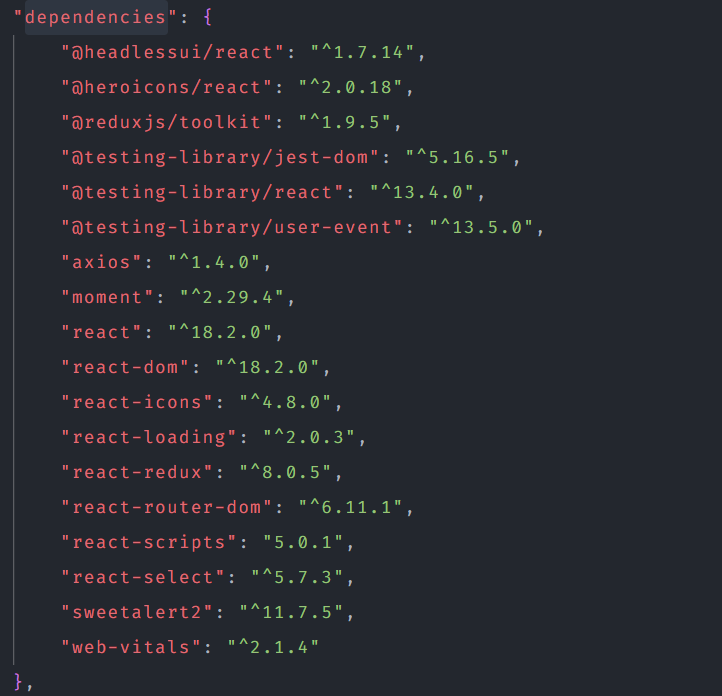 "dependencies": {
"@headlessui/react": "^1.7.14",
"@heroicons/react": "^2.0.18",
"@reduxjs/toolkit": "^1.9.5",
"@testing-library/jest-dom": "^5.16.5",
"@testing-library/react": "^13.4.0",
"@testing-library/user-event": "^13.5.0",
"axios": "^1.4.0",
"moment": "^2.29.4",
"react": "^18.2.0",
"react-dom": "^18.2.0",
"react-icons": "^4.8.0",
"react-loading": "^2.0.3",
"react-redux": "^8.0.5",
"react-router-dom": "^6.11.1",
"react-scripts": "5.0.1",
"react-select": "^5.7.3",
"sweetalert2": "^11.7.5",
"web-vitals": "^2.1.4"
},